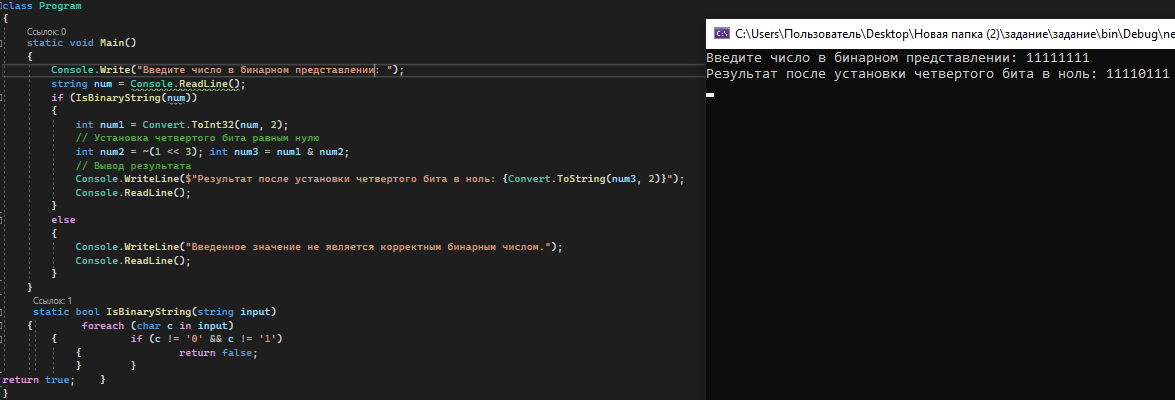 class Program
{
Ссылок: 0
static void Main()
{
Console.Write("Введите число в бинарном представлении: ");
string num = Console.ReadLine();
if (IsBinaryString(num))
{
int num1 = Convert.ToInt32(num, 2);
// Установка четвертого бита равным нулю
int num2 = ~(1 << 3); int num3 = num1 & num2;
// Вывод результата
Console.WriteLine($"Результат после установки четвертого бита в ноль: {Convert.ToString(num3, 2)}");
Console.ReadLine();
}
else
{
Console.WriteLine("Введенное значение не является корректным бинарным числом.");
Console.ReadLine();
}
}
Ссылок: 1
static bool IsBinaryString(string input)
{ foreach (char c in input)
{ if (c != '0' && c != '1')
{ return false;
} }
return true; }
}
C:\Users\Пользователь\Desktop\Новая папка (2)\задание\задание\bin\Debug\ne
Введите число в бинарном представлении: 11111111
Результат после установки четвертого бита в ноль: 11110111